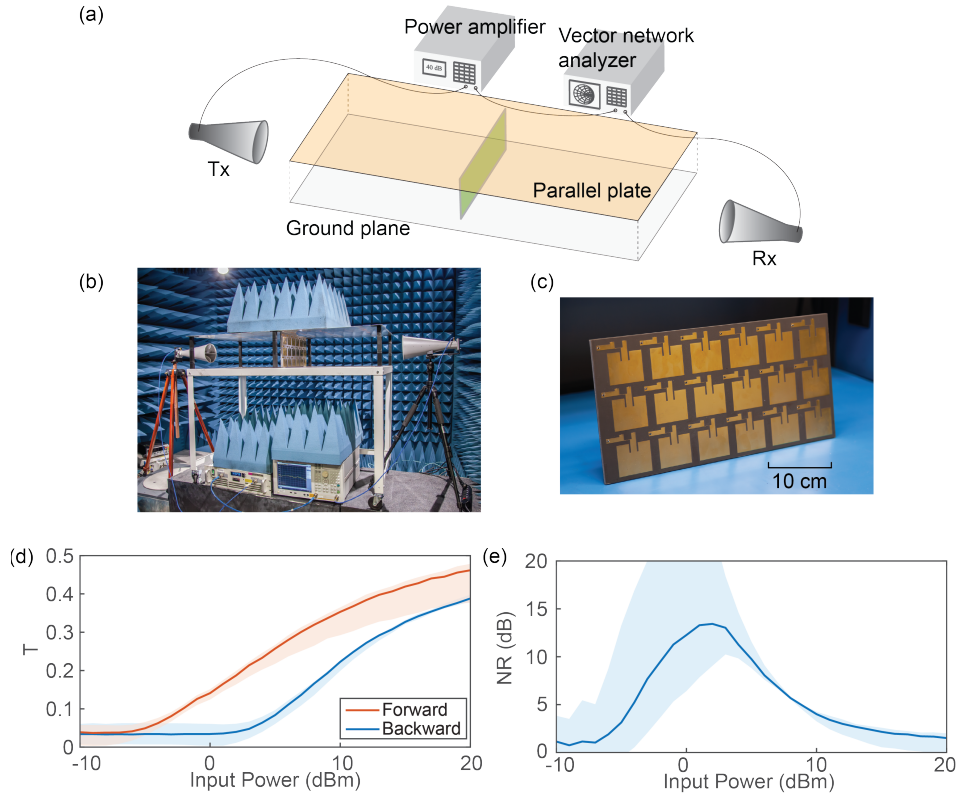 (a)
Power amplifier
Vector network
analyzer
40 dB
Tx
Parallel plate
Ground plane
Rx
(b)
(c)
10 cm
(d)
0.5
0.4
0.3
0.2
0.1
0
T
Forward
Backward
-10
0
10
20
Input Power (dBm)
(e)
20
15
10
5
0
NR (dB)
-10
0
10
20
Input Power (dBm)